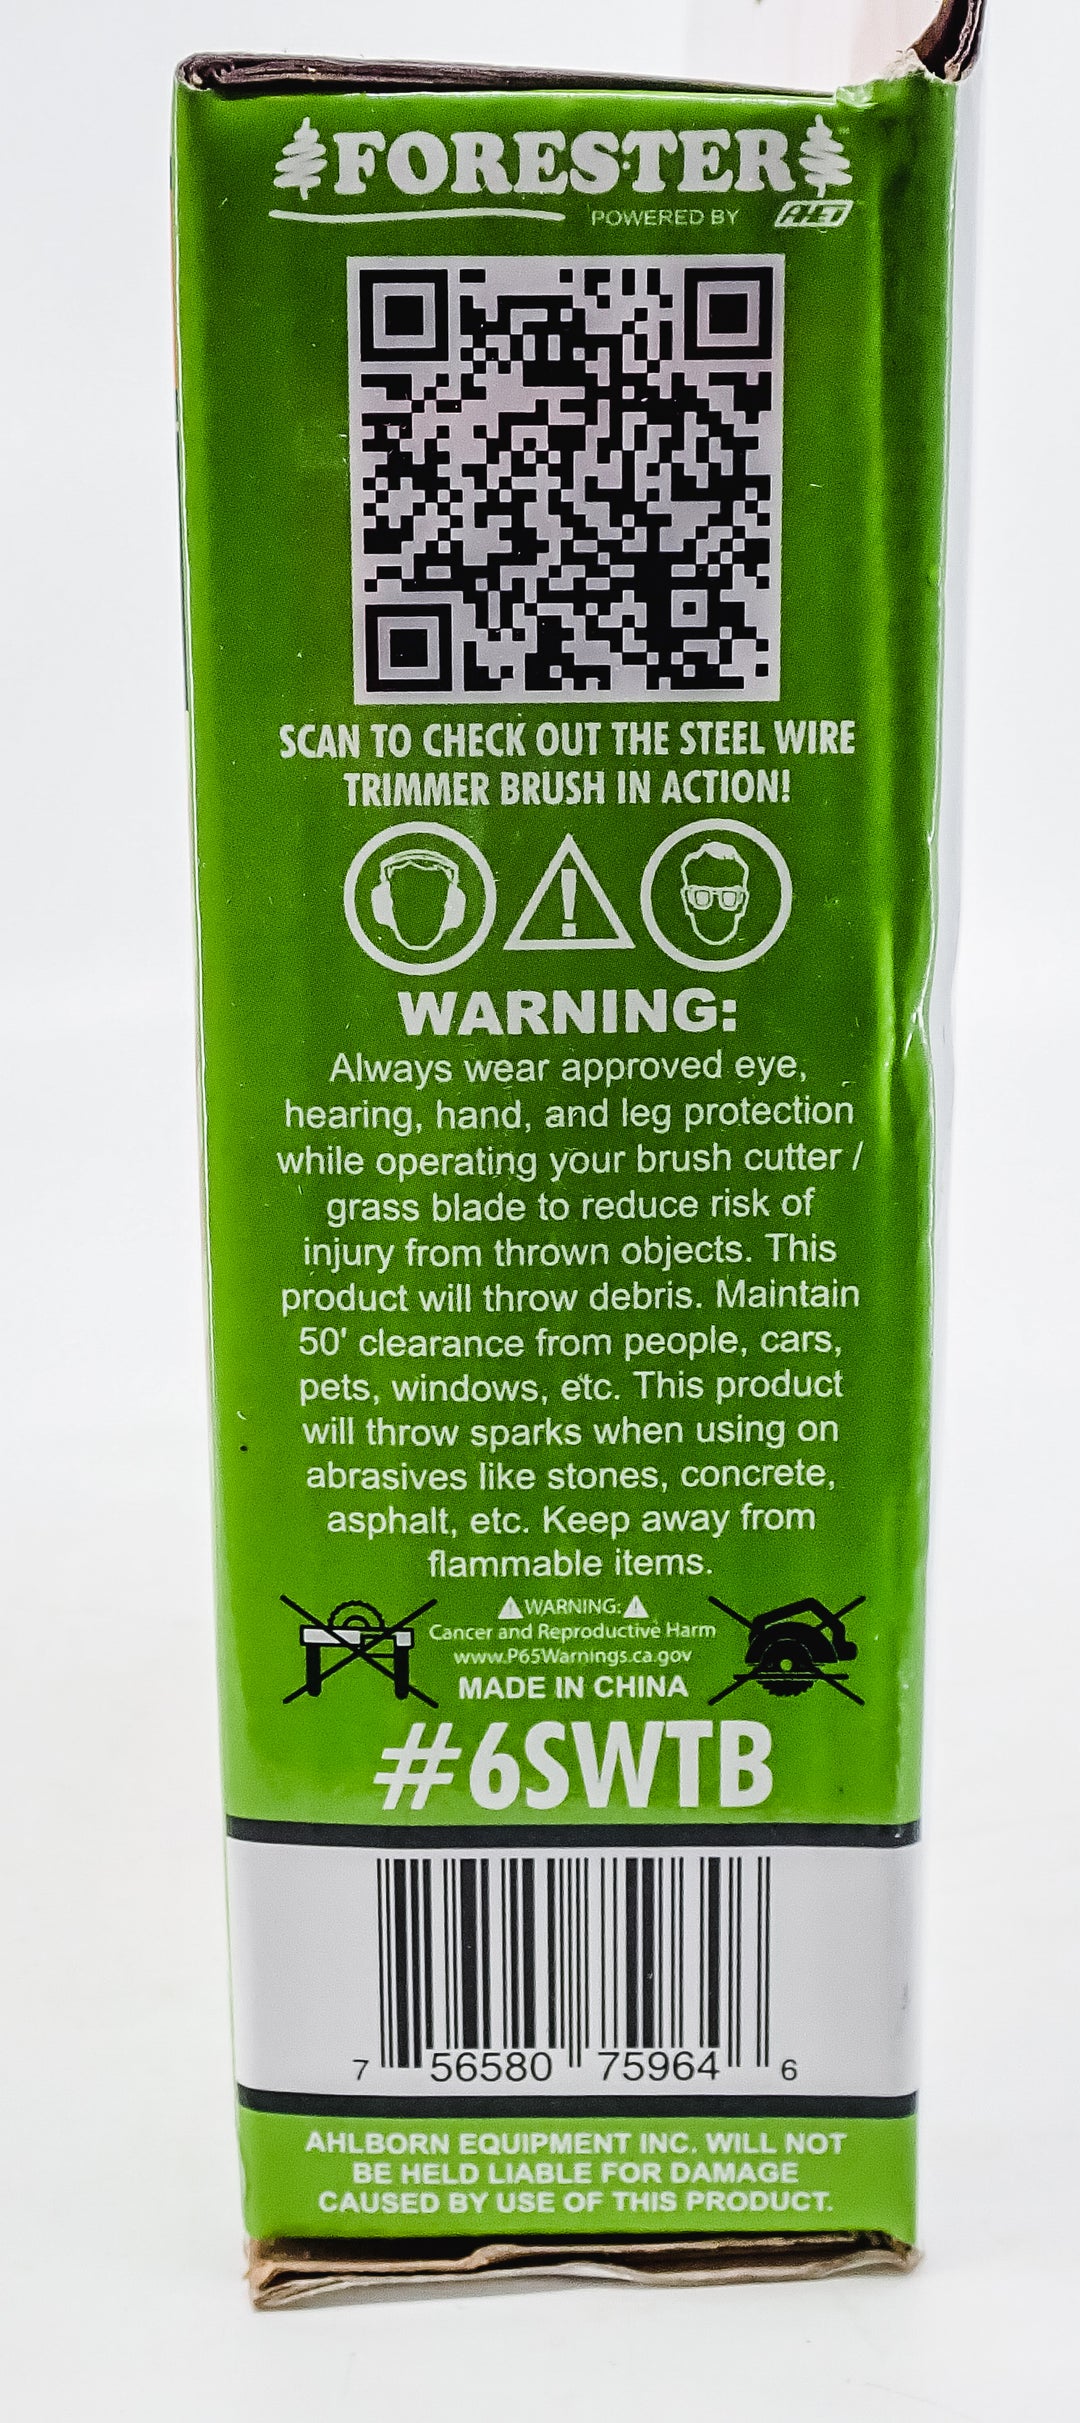 FORESTER
POWERED BY AHEI
SCAN TO CHECK OUT THE STEEL WIRE
TRIMMER BRUSH IN ACTION!
WARNING:
Always wear approved eye,
hearing, hand, and leg protection
while operating your brush cutter /
grass blade to reduce risk of
injury from thrown objects. This
product will throw debris. Maintain
50' clearance from people, cars,
pets, windows, etc. This product
will throw sparks when using on
abrasives like stones, concrete,
asphalt, etc. Keep away from
flammable items.
WARNING:
Cancer and Reproductive Harm
www.P65Warnings.ca.gov
MADE IN CHINA
#6SWTB
7 56580 75964 6
AHLBORN EQUIPMENT INC. WILL NOT
BE HELD LIABLE FOR DAMAGE
CAUSED BY USE OF THIS PRODUCT.